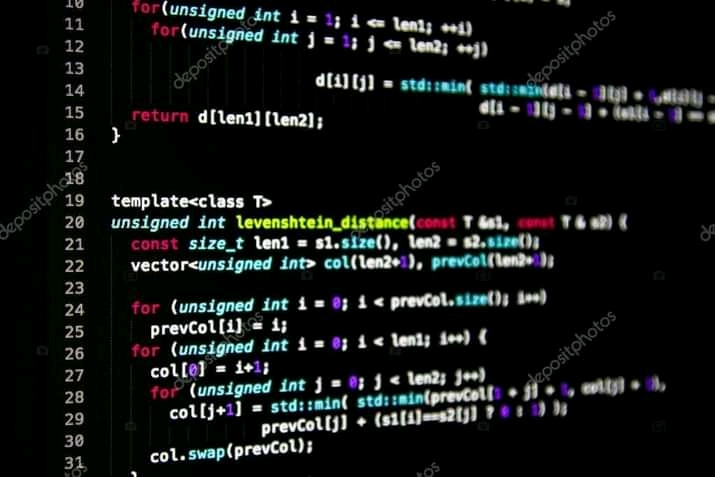 10
11 for(unsigned int i = 1; i <= len1; ++i)
12 for(unsigned int j = 1; j <= len2; ++j)
13
14 d[i][j] = std::min( std::min(d[i - 1][j] + 1,
d[i - 1][j - 1] +
15 return d[len1][len2];
16 }
17
18
19 template<class T>
20 unsigned int levenshtein_distance(const T &s1, const T & s2) {
21 const size_t len1 = s1.size(), len2 = s2.size();
22 vector<unsigned int> col(len2+1), prevCol(len2+1);
23
24 for (unsigned int i = 0; i < prevCol.size(); i++)
25 prevCol[i] = i;
26 for (unsigned int i = 0; i < len1; i++) {
27 col[0] = i+1;
28 for (unsigned int j = 0; j < len2; j++)
29 col[j+1] = std::min( std::min(prevCol[1 + j] + 1, col[j] + 1),
30 prevCol[j] + (s1[i]==s2[j] ? 0 : 1) );
31 col.swap(prevCol);
depositphotos
depositphotos
depositphotos
depositphotos
depositphotos
depositphotos